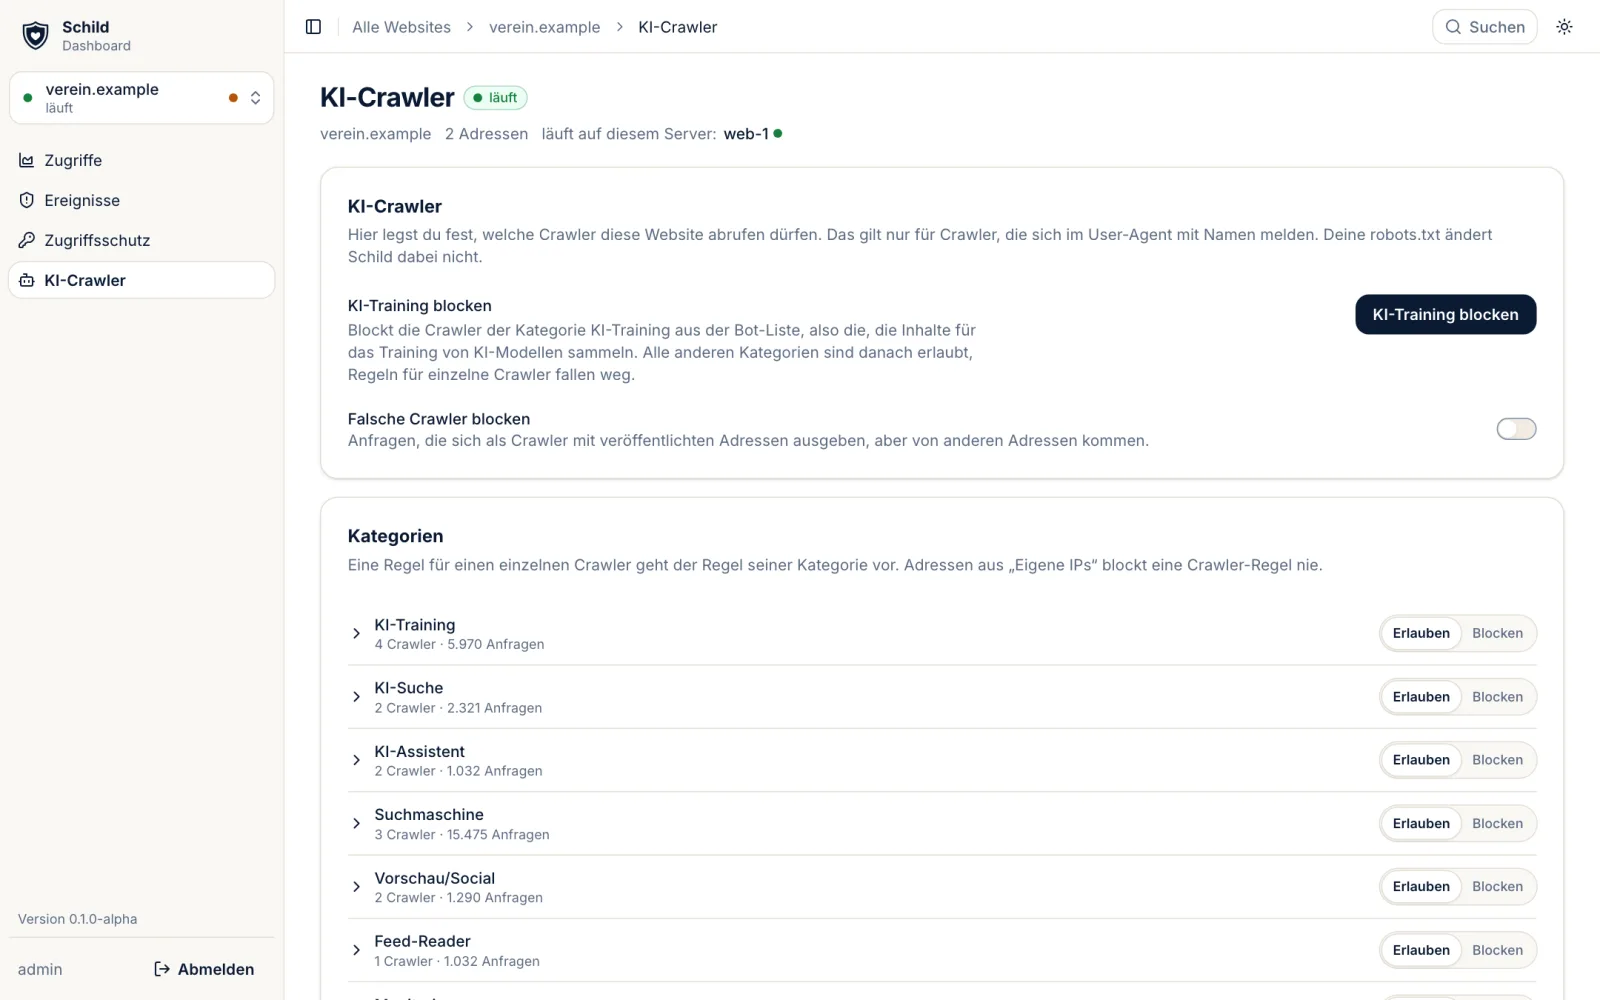 Schild
Dashboard
verein.example
läuft
Zugriffe
Ereignisse
Zugriffsschutz
KI-Crawler
Version 0.1.0-alpha
admin
Abmelden
Alle Websites
verein.example
KI-Crawler
Suchen
KI-Crawler
läuft
verein.example 2 Adressen läuft auf diesem Server: web-1
KI-Crawler
Hier legst du fest, welche Crawler diese Website abrufen dürfen. Das gilt nur für Crawler, die sich im User-Agent mit Namen melden. Deine robots.txt ändert
Schild dabei nicht.
KI-Training blocken
Blockt die Crawler der Kategorie KI-Training aus der Bot-Liste, also die, die Inhalte für
das Training von KI-Modellen sammeln. Alle anderen Kategorien sind danach erlaubt,
Regeln für einzelne Crawler fallen weg.
KI-Training blocken
Falsche Crawler blocken
Anfragen, die sich als Crawler mit veröffentlichten Adressen ausgeben, aber von anderen Adressen kommen.
Kategorien
Eine Regel für einen einzelnen Crawler geht der Regel seiner Kategorie vor. Adressen aus „Eigene IPs“ blockt eine Crawler-Regel nie.
KI-Training
4 Crawler · 5.970 Anfragen
Erlauben Blocken
KI-Suche
2 Crawler · 2.321 Anfragen
Erlauben Blocken
KI-Assistent
2 Crawler · 1.032 Anfragen
Erlauben Blocken
Suchmaschine
3 Crawler · 15.475 Anfragen
Erlauben Blocken
Vorschau/Social
2 Crawler · 1.290 Anfragen
Erlauben Blocken
Feed-Reader
1 Crawler · 1.032 Anfragen
Erlauben Blocken